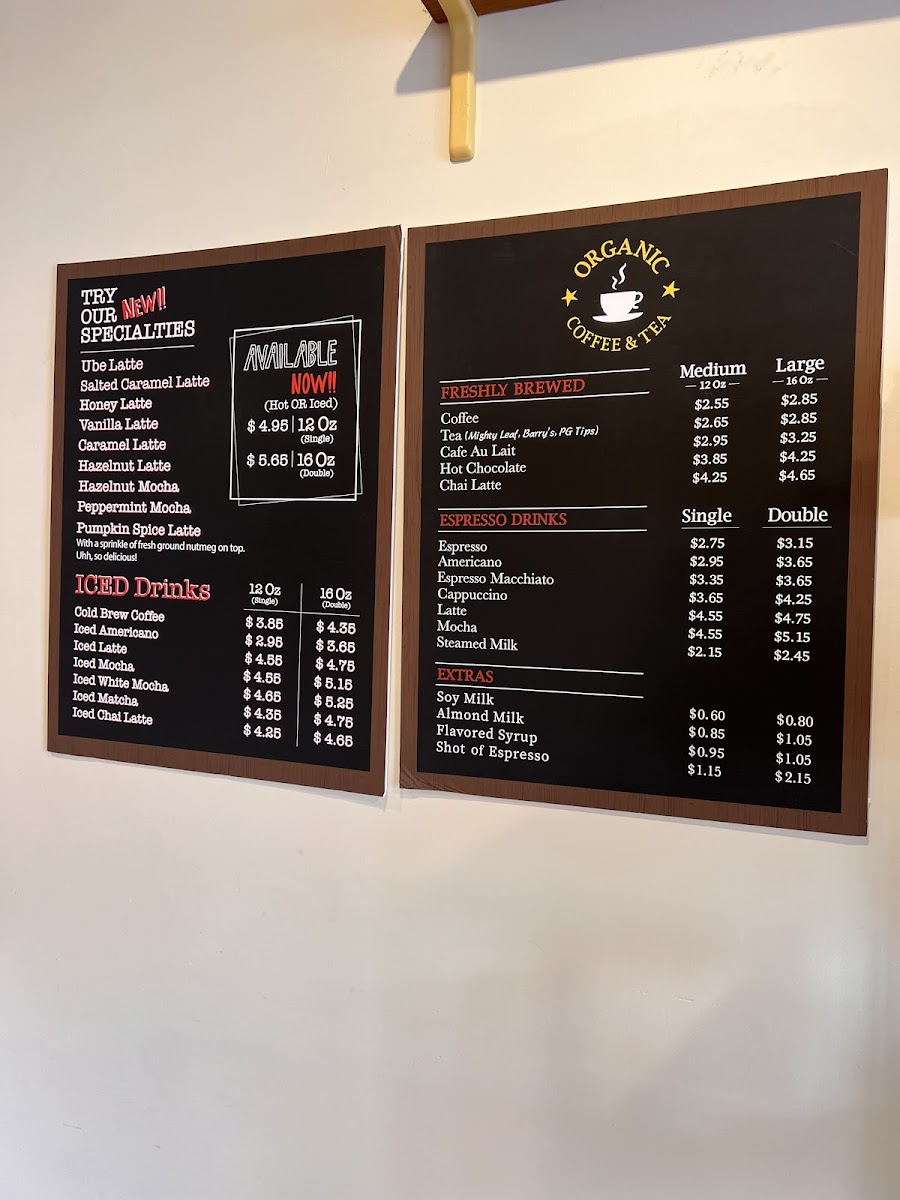 TRY
OUR NEW!!
SPECIALTIES
Ube Latte
Salted Caramel Latte
Honey Latte
Vanilla Latte
Caramel Latte
Hazelnut Latte
Hazelnut Mocha
Peppermint Mocha
Pumpkin Spice Latte
With a sprinkle of fresh ground nutmeg on top.
Uhh, so delicious!
AVAILABLE
NOW!!
(Hot OR Iced)
$ 4.95 | 12 Oz
(Single)
$ 5.65 | 16 Oz
(Double)
ICED Drinks 12 Oz 16 Oz
(Single) (Double)
Cold Brew Coffee $ 3.85 $ 4.35
Iced Americano $ 2.95 $ 3.65
Iced Latte $ 4.55 $ 4.75
Iced Mocha $ 4.55 $ 5.15
Iced White Mocha $ 4.65 $ 5.25
Iced Matcha $ 4.35 $ 4.75
Iced Chai Latte $ 4.25 $ 4.65
ORGANIC
COFFEE & TEA
FRESHLY BREWED Medium Large
12 Oz 16 Oz
Coffee $2.55 $2.85
Tea (Mighty Leaf, Barry's, PG Tips) $2.65 $2.85
Cafe Au Lait $2.95 $3.25
Hot Chocolate $3.85 $4.25
Chai Latte $4.25 $4.65
ESPRESSO DRINKS Single Double
Espresso $2.75 $3.15
Americano $2.95 $3.65
Espresso Macchiato $3.35 $3.65
Cappuccino $3.65 $4.25
Latte $4.55 $4.75
Mocha $4.55 $5.15
Steamed Milk $2.15 $2.45
EXTRAS
Soy Milk $0.60 $0.80
Almond Milk $0.85 $1.05
Flavored Syrup $0.95 $1.05
Shot of Espresso $1.15 $2.15